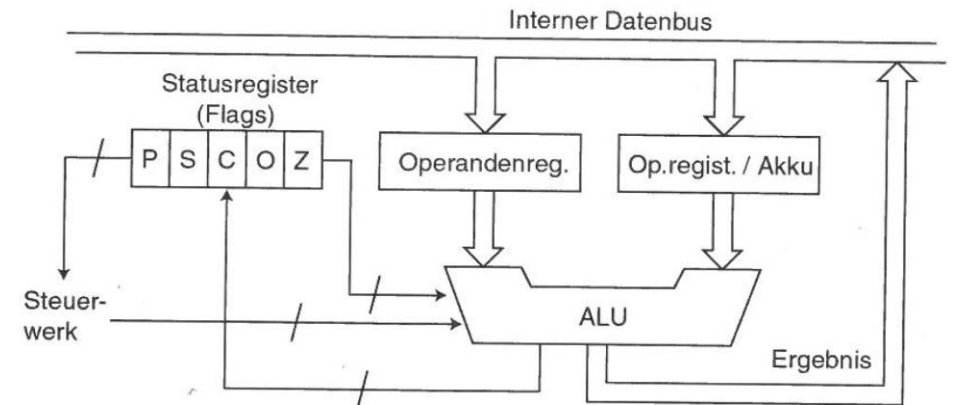 Interner Datenbus
Statusregister
(Flags)
P S C O Z
Operandenreg.
Op.regist. / Akku
Steuer-
werk
ALU
Ergebnis